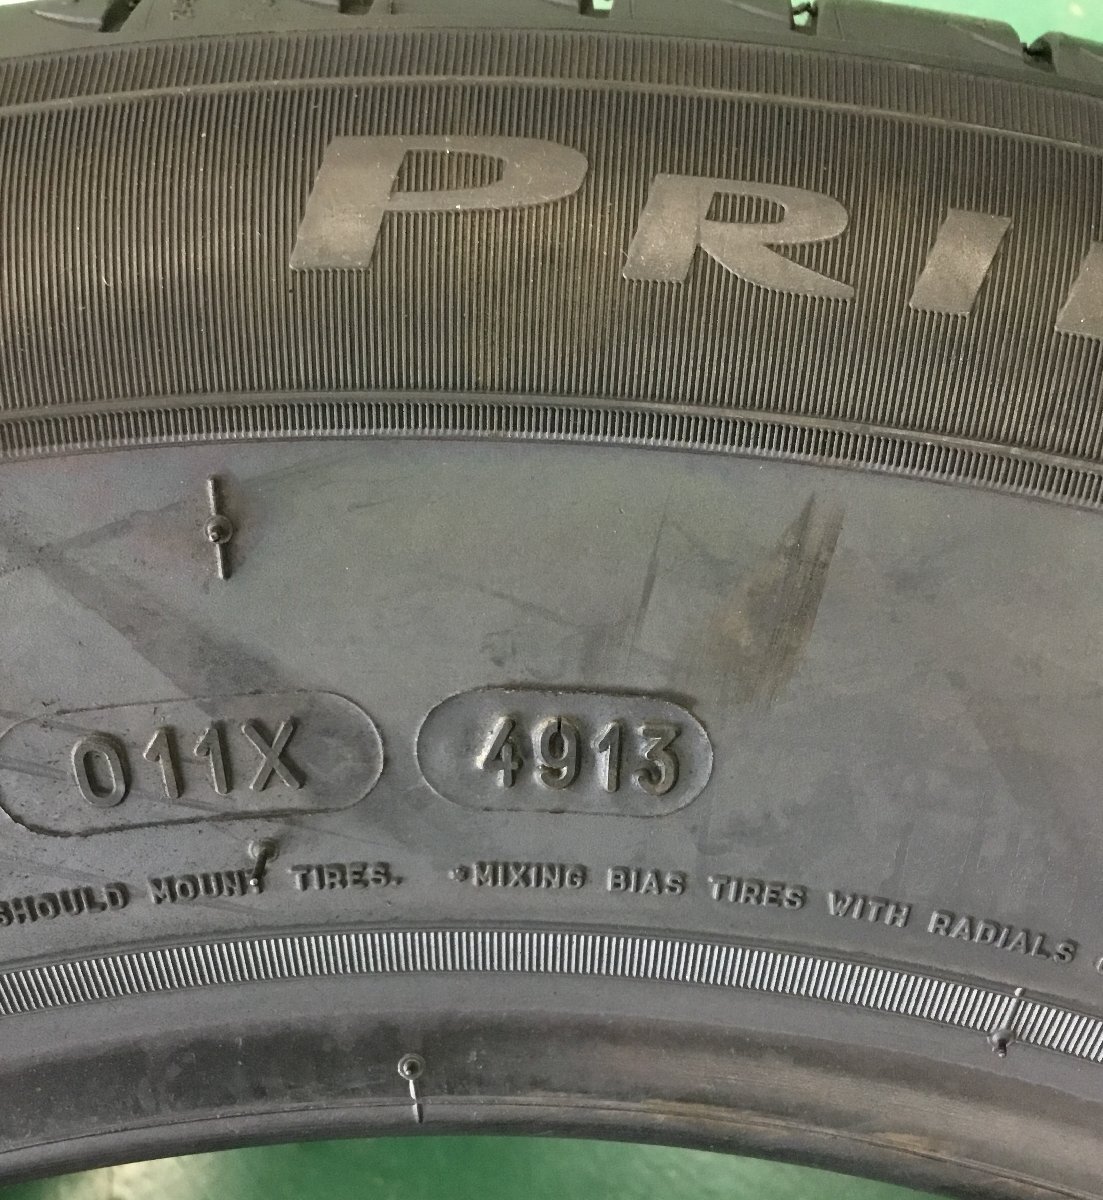 PRI
011X 4913
SHOULD MOUNT TIRES. •MIXING BIAS TIRES WITH RADIALS